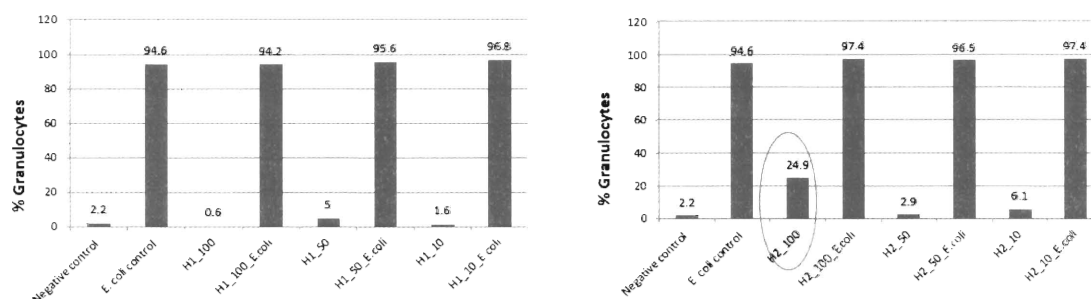 120
100
80
60
40
20
0
% Granulocytes
2.2
94.6
0.6
94.2
5
95.6
1.6
96.8
Negative control
E. coli control
H1_100
H1_100_E.coli
H1_50
H1_50_E.coli
H1_10
H1_10_E.coli
120
100
80
60
40
20
0
% Granulocytes
2.2
94.6
24.9
97.4
2.9
96.5
6.1
97.4
Negative control
E. coli control
H2_100
H2_100_E.coli
H2_50
H2_50_E.coli
H2_10
H2_10_E.coli